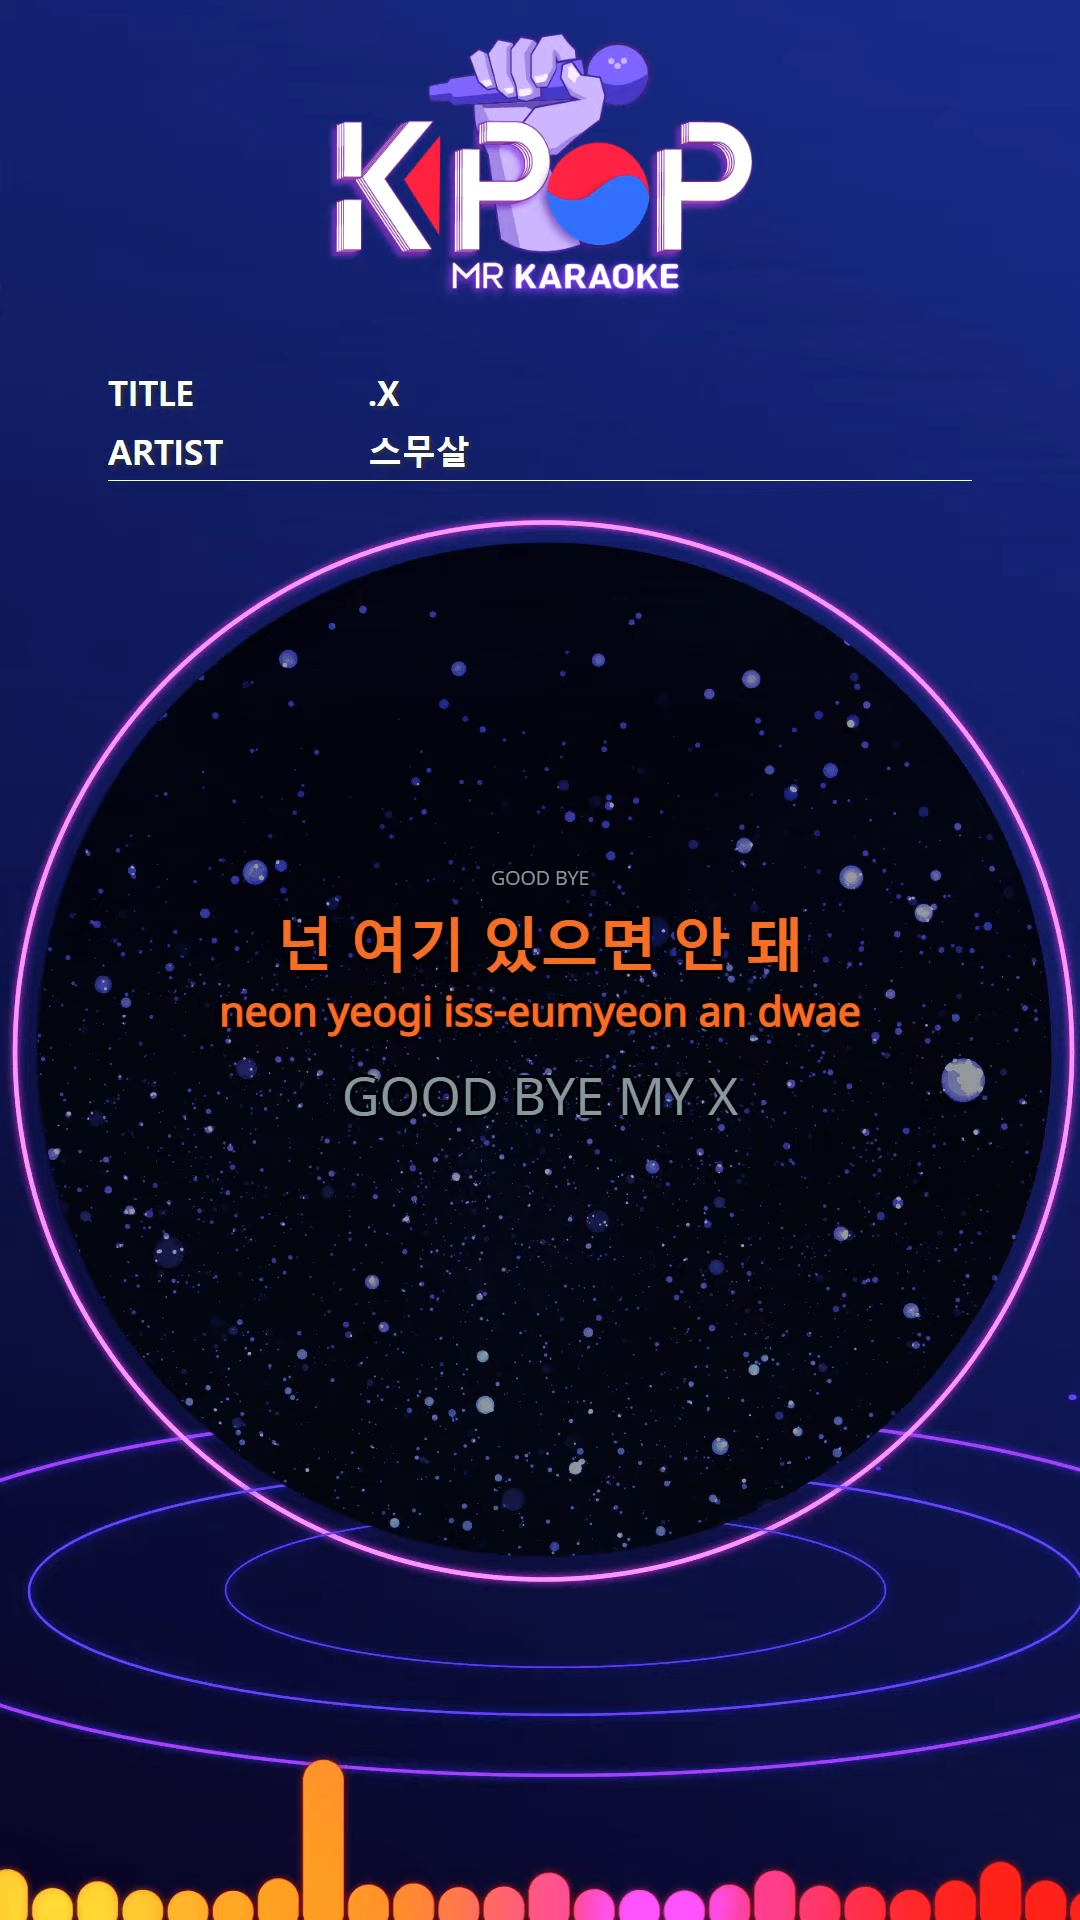 KPOP
MR KARAOKE
TITLE .X
ARTIST 스무살
GOOD BYE
넌 여기 있으면 안 돼
neon yeogi iss-eumyeon an dwae
GOOD BYE MY X